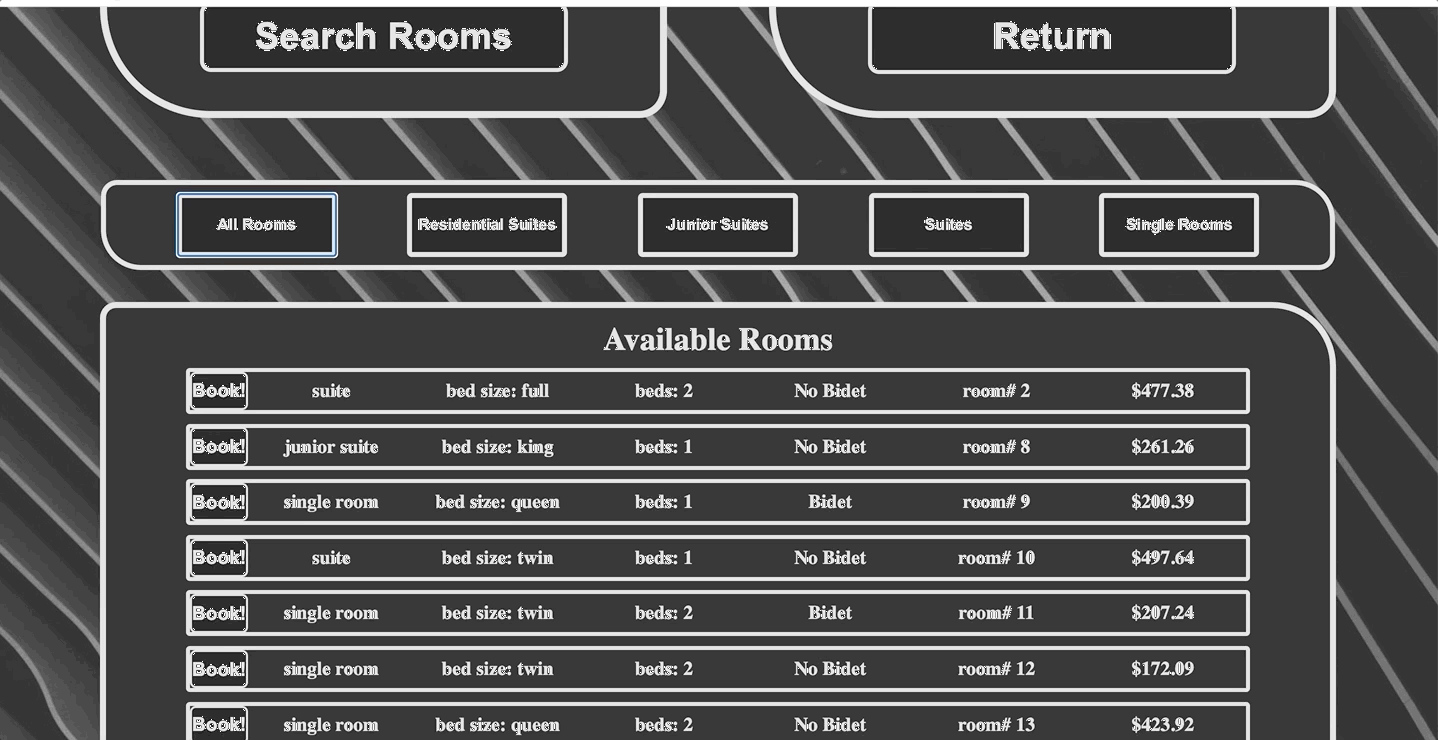 Search Rooms Return
All Rooms Residential Suites Junior Suites Suites Single Rooms
Available Rooms
Book! suite bed size: full beds: 2 No Bidet room# 2 $477.38
Book! junior suite bed size: king beds: 1 No Bidet room# 8 $261.26
Book! single room bed size: queen beds: 1 Bidet room# 9 $200.39
Book! suite bed size: twin beds: 1 No Bidet room# 10 $497.64
Book! single room bed size: twin beds: 2 Bidet room# 11 $207.24
Book! single room bed size: twin beds: 2 No Bidet room# 12 $172.09
Book! single room bed size: queen beds: 2 No Bidet room# 13 $423.92